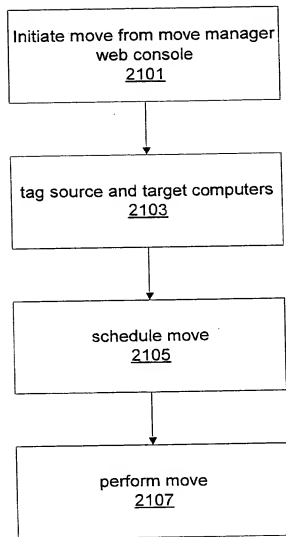 Initiate move from move manager
web console
2101
tag source and target computers
2103
schedule move
2105
perform move
2107